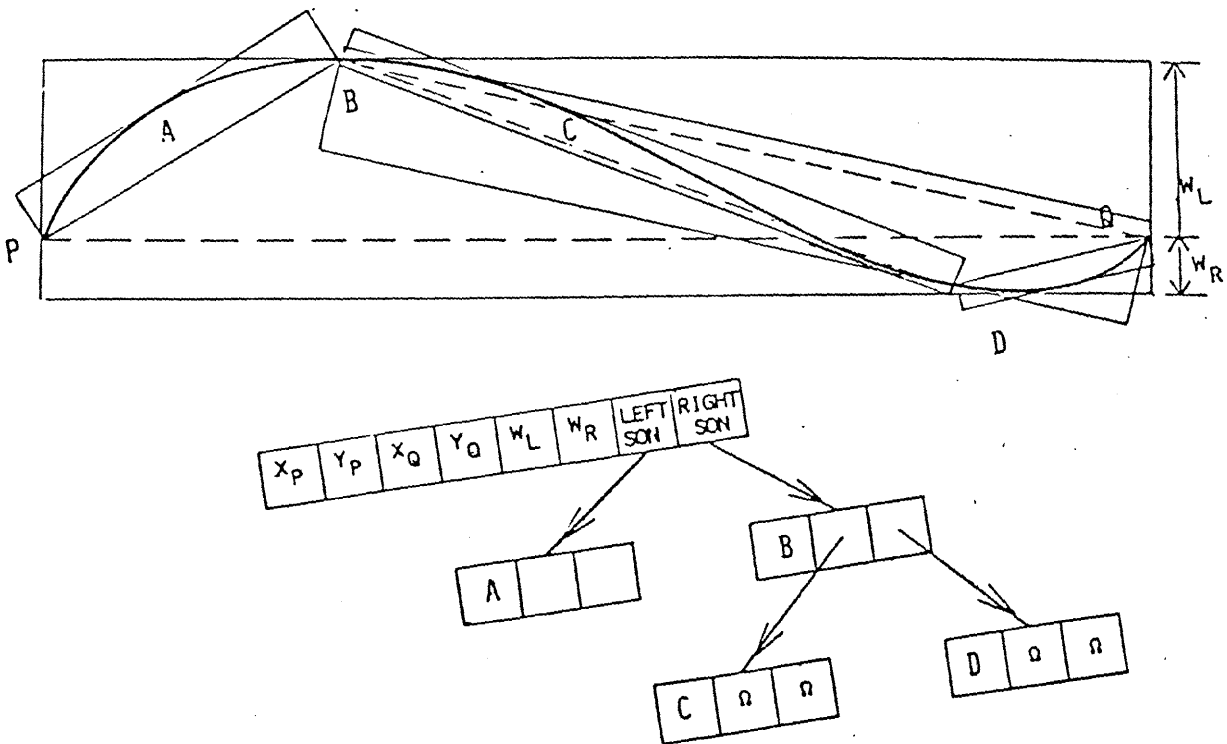 A
B
C
Q
W_L
P
W_R
D
X_P Y_P X_Q Y_Q W_L W_R LEFT SON RIGHT SON
A
B
C Ω Ω
D Ω Ω